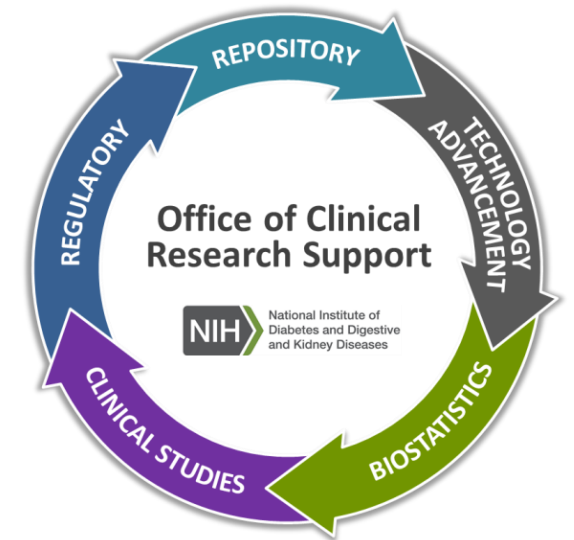 REPOSITORY
TECHNOLOGY
ADVANCEMENT
BIOSTATISTICS
CLINICAL STUDIES
REGULATORY
Office of Clinical
Research Support
NIH
National Institute of
Diabetes and Digestive
and Kidney Diseases